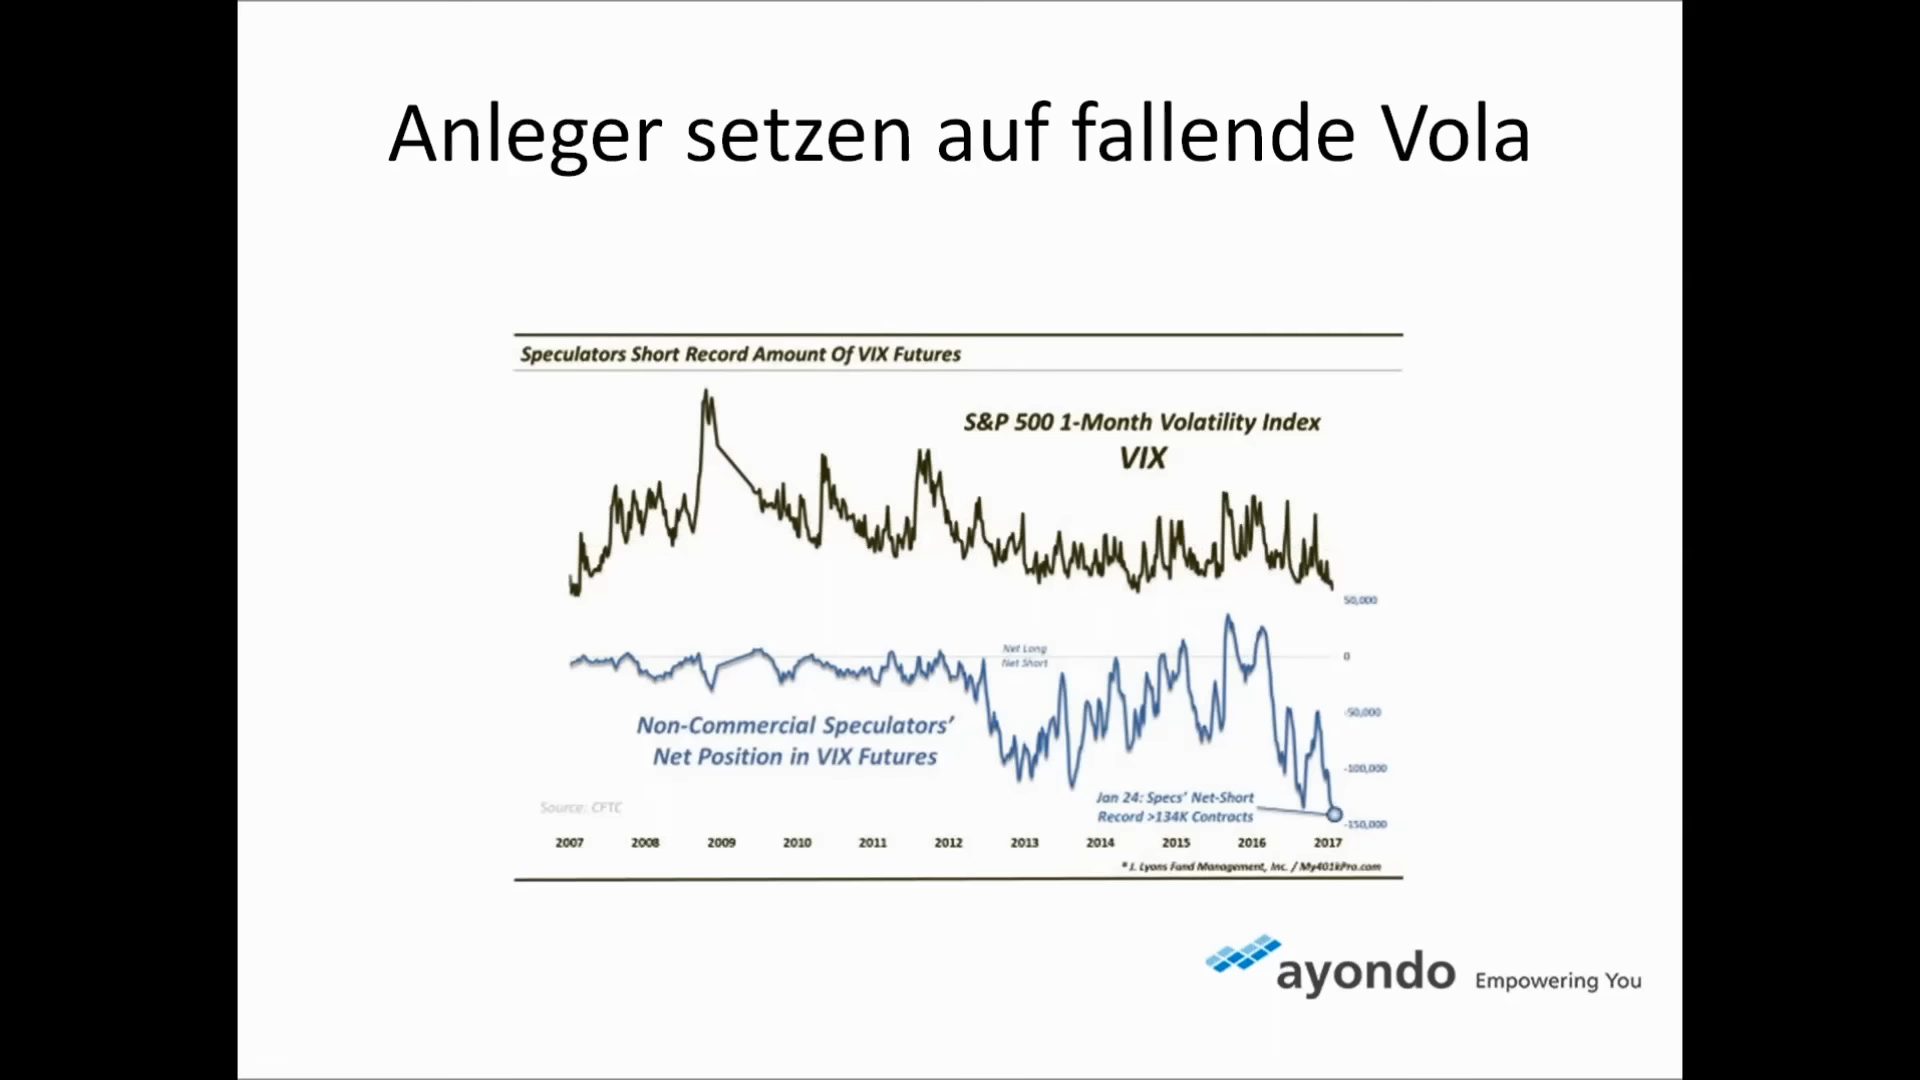 Anleger setzen auf fallende Vola
Speculators Short Record Amount Of VIX Futures
S&P 500 1-Month Volatility Index
VIX
50,000
Net Long
0
Net Short
-50,000
Non-Commercial Speculators'
Net Position in VIX Futures
-100,000
Jan 24: Specs' Net-Short
Record >134K Contracts
Source: CFTC
-150,000
2007 2008 2009 2010 2011 2012 2013 2014 2015 2016 2017
* J. Lyons Fund Management, Inc. / My401kPro.com
ayondo Empowering You